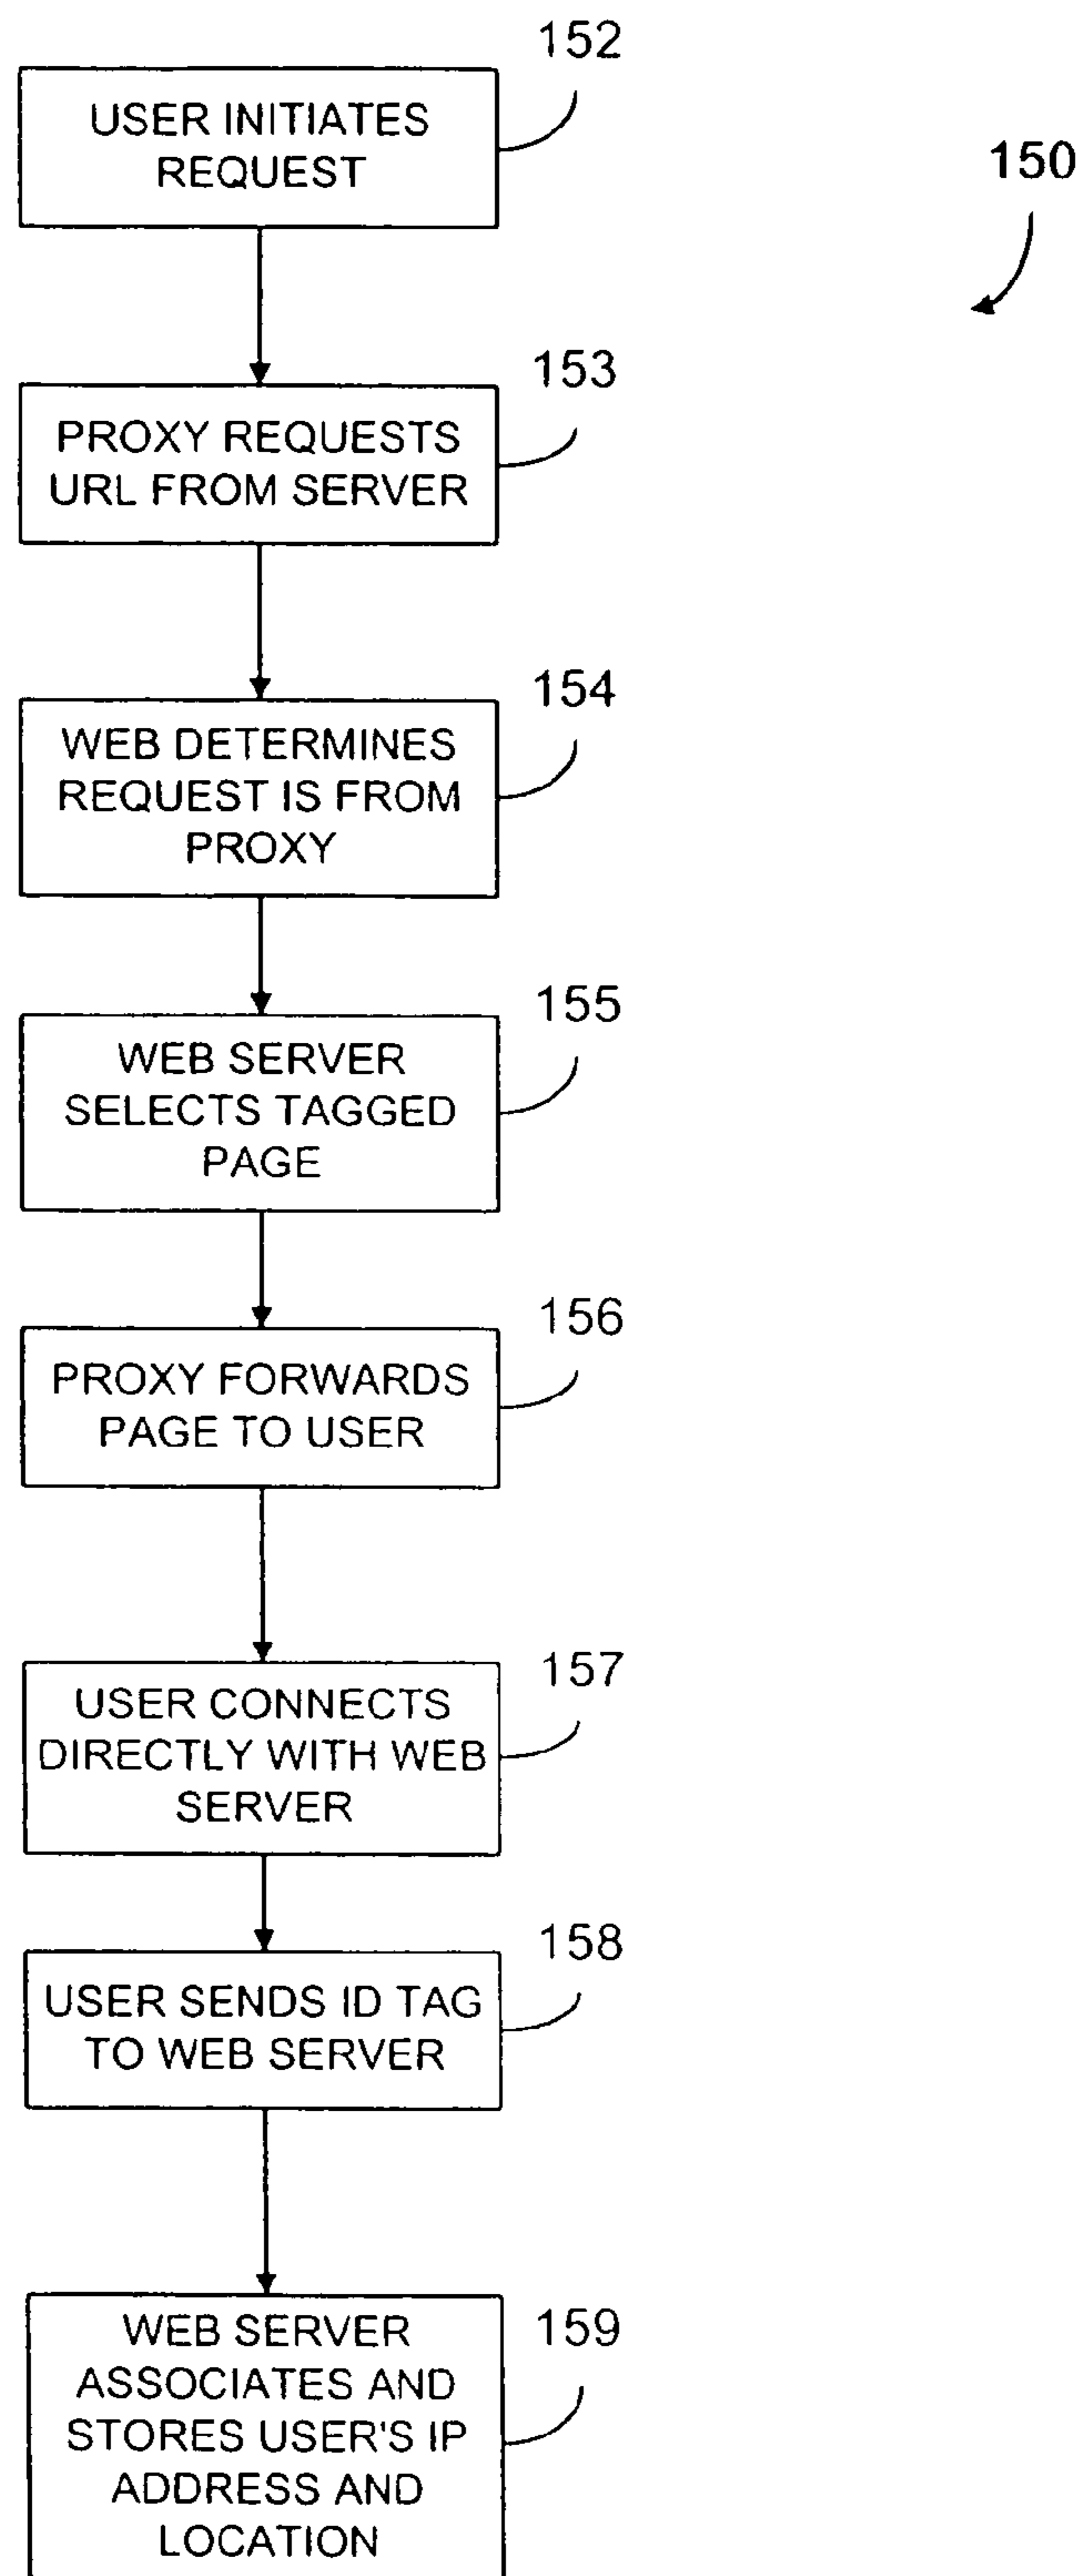 152
USER INITIATES
REQUEST
150
153
PROXY REQUESTS
URL FROM SERVER
154
WEB DETERMINES
REQUEST IS FROM
PROXY
155
WEB SERVER
SELECTS TAGGED
PAGE
156
PROXY FORWARDS
PAGE TO USER
157
USER CONNECTS
DIRECTLY WITH WEB
SERVER
158
USER SENDS ID TAG
TO WEB SERVER
159
WEB SERVER
ASSOCIATES AND
STORES USER'S IP
ADDRESS AND
LOCATION